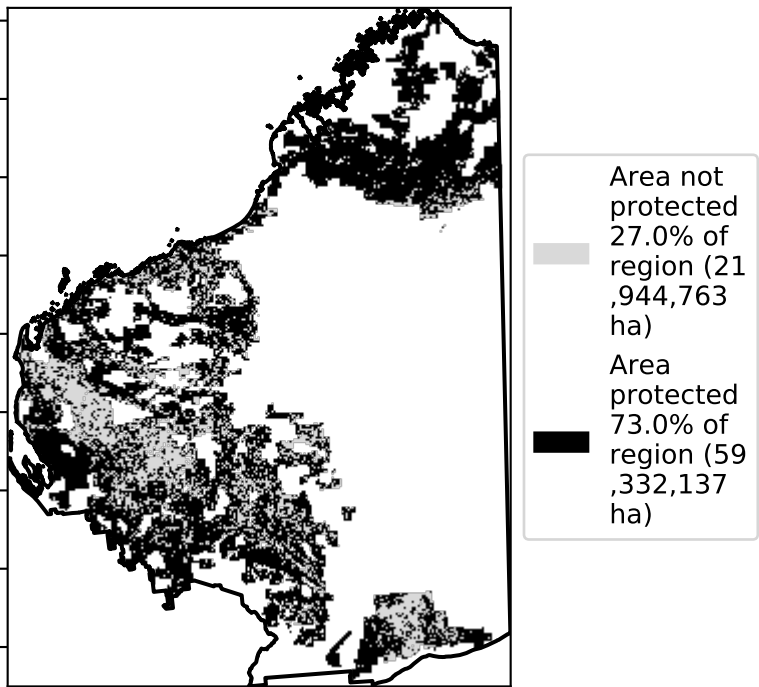 Area not
protected
27.0% of
region (21
,944,763
ha)
Area
protected
73.0% of
region (59
,332,137
ha)